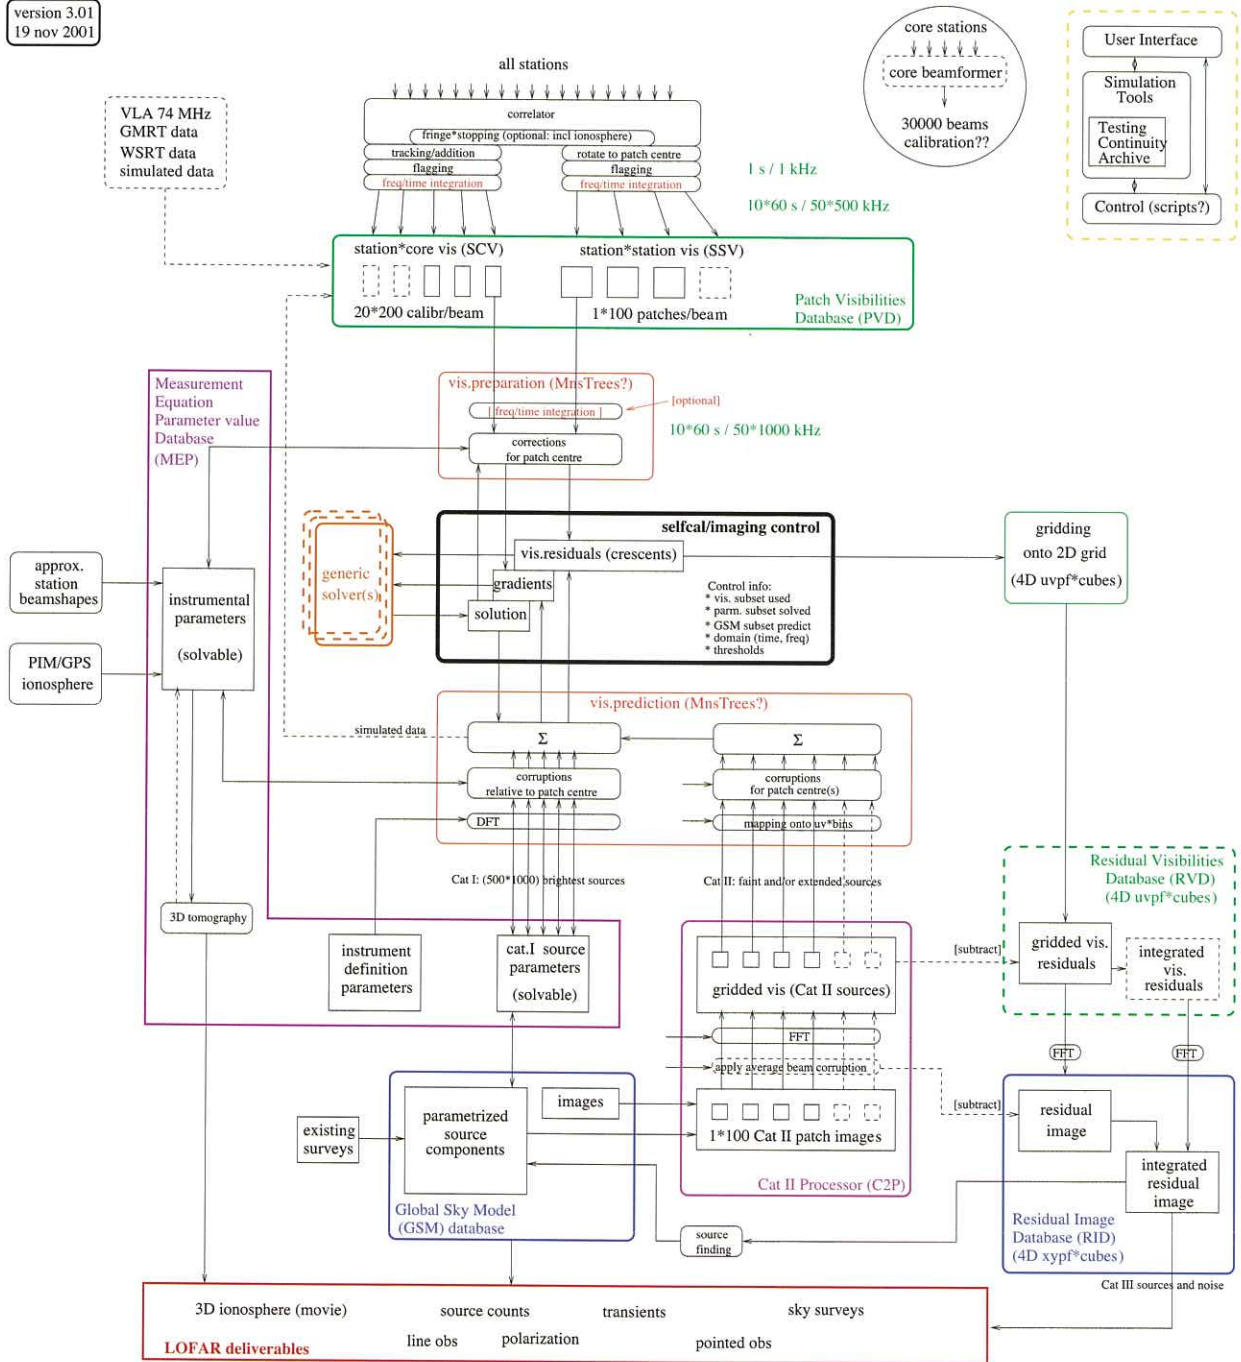 version 3.01
19 nov 2001
all stations
correlator
fringe*stopping (optional: incl ionosphere)
tracking/addition
flagging
freq/time integration
rotate to patch centre
flagging
freq/time integration
core stations
core beamformer
30000 beams
calibration??
User Interface
Simulation
Tools
Testing
Continuity
Archive
Control (scripts?)
VLA 74 MHz
GMRT data
WSRT data
simulated data
1 s / 1 kHz
10*60 s / 50*500 kHz
station*core vis (SCV)
station*station vis (SSV)
20*200 calibr/beam
1*100 patches/beam
Patch Visibilities
Database (PVD)
Measurement
Equation
Parameter value
Database
(MEP)
vis.preparation (MnsTrees?)
[ freq/time integration ]
[optional]
corrections
for patch centre
10*60 s / 50*1000 kHz
selfcal/imaging control
vis.residuals (crescents)
gradients
solution
Control info:
* vis. subset used
* parm. subset solved
* GSM subset predict
* domain (time, freq)
* thresholds
generic
solver(s)
gridding
onto 2D grid
(4D uvpf*cubes)
approx.
station
beamshapes
instrumental
parameters
(solvable)
PIM/GPS
ionosphere
vis.prediction (MnsTrees?)
simulated data
Σ
Σ
corruptions
relative to patch centre
corruptions
for patch centre(s)
DFT
mapping onto uv*bins
Cat I: (500*1000) brightest sources
Cat II: faint and/or extended sources
Residual Visibilities
Database (RVD)
(4D uvpf*cubes)
3D tomography
instrument
definition
parameters
cat.I source
parameters
(solvable)
gridded vis (Cat II sources)
[subtract]
gridded vis.
residuals
integrated
vis.
residuals
FFT
apply average beam corruption
FFT
FFT
images
existing
surveys
parametrized
source
components
1*100 Cat II patch images
[subtract]
residual
image
integrated
residual
image
Cat II Processor (C2P)
Global Sky Model
(GSM) database
source
finding
Residual Image
Database (RID)
(4D xypf*cubes)
Cat III sources and noise
3D ionosphere (movie)
source counts
transients
sky surveys
LOFAR deliverables
line obs
polarization
pointed obs